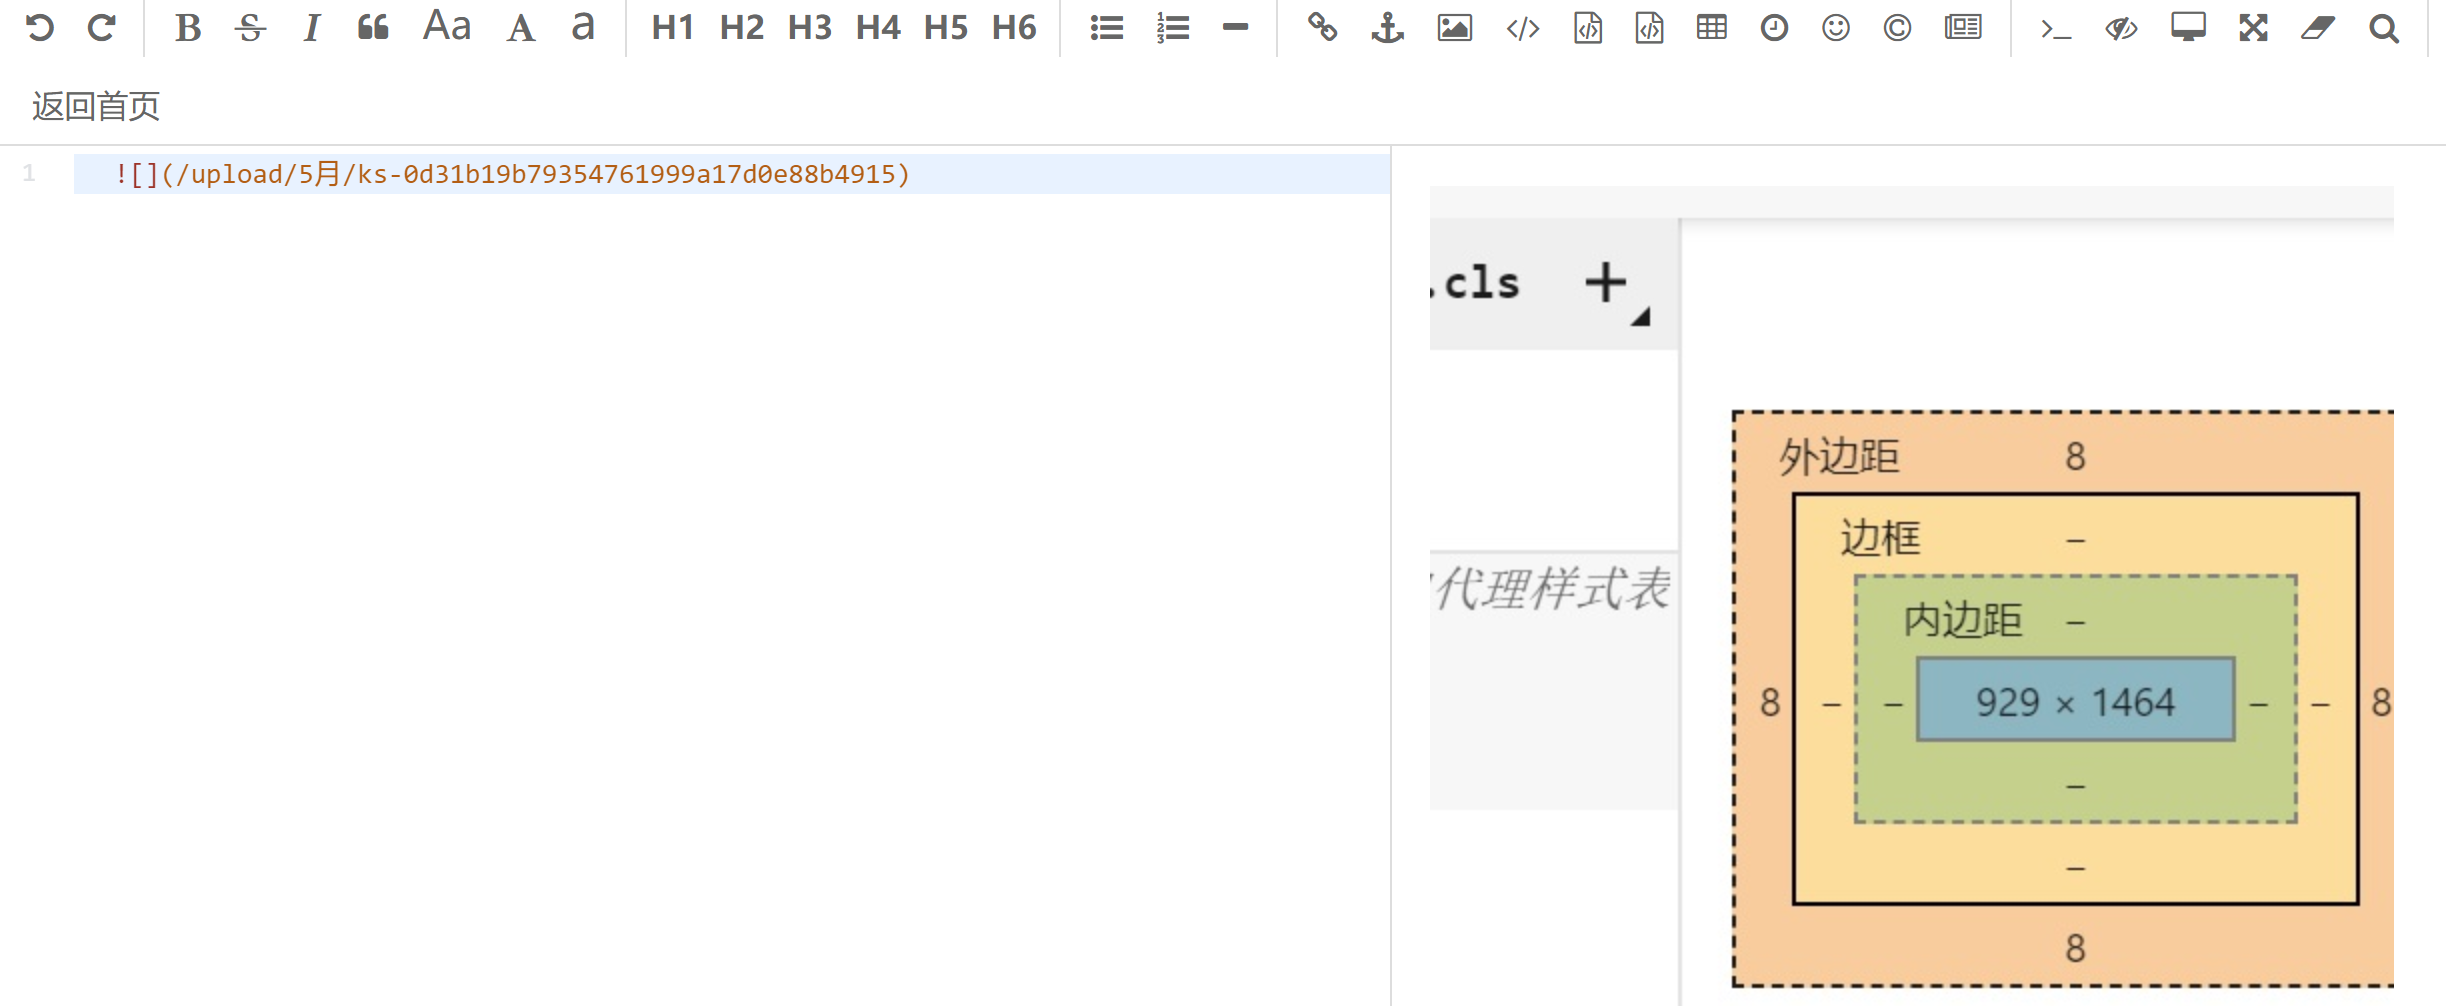 B S I Aa A a H1 H2 H3 H4 H5 H6
返回首页
1 ![](/upload/5月/ks-0d31b19b79354761999a17d0e88b4915)
.cls +
代理样式表
外边距 8
边框 –
内边距 –
8 – – 929 × 1464 – – 8
–
–
8